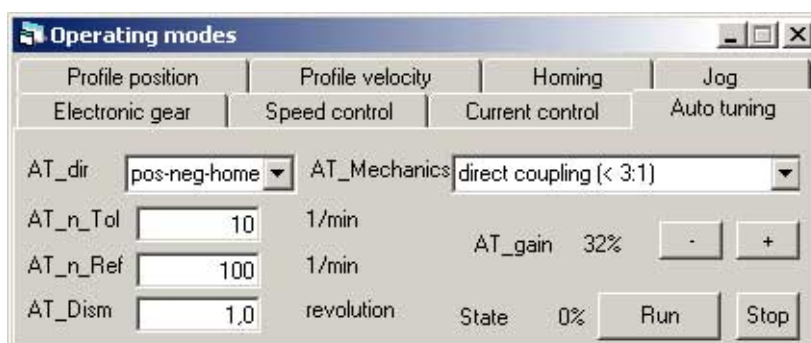 Operating modes
Profile position Profile velocity Homing Jog
Electronic gear Speed control Current control Auto tuning
AT_dir pos-neg-home AT_Mechanics direct coupling (< 3:1)
AT_n_Tol 10 1/min
AT_gain 32% - +
AT_n_Ref 100 1/min
AT_Dism 1,0 revolution State 0% Run Stop